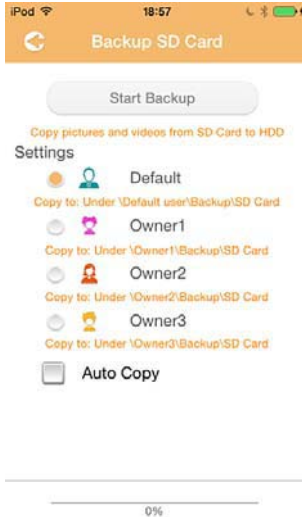 iPod 18:57
Backup SD Card
Start Backup
Copy pictures and videos from SD Card to HDD
Settings
Default
Copy to: Under \Default user\Backup\SD Card
Owner1
Copy to: Under \Owner1\Backup\SD Card
Owner2
Copy to: Under \Owner2\Backup\SD Card
Owner3
Copy to: Under \Owner3\Backup\SD Card
Auto Copy
0%